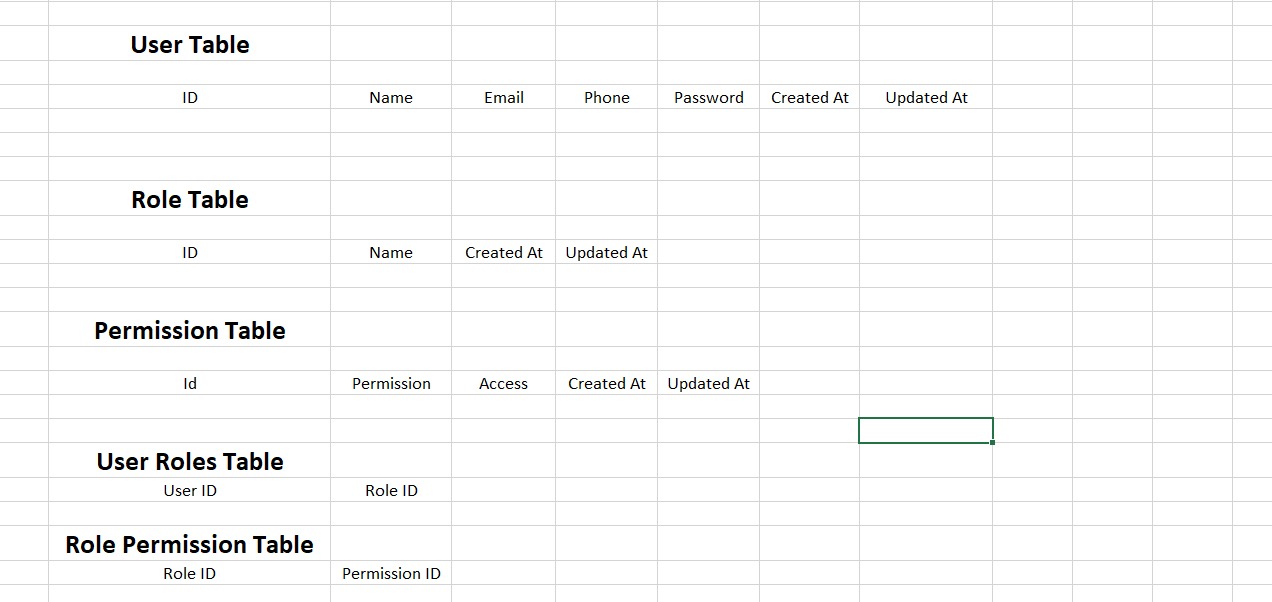 User Table
ID Name Email Phone Password Created At Updated At
Role Table
ID Name Created At Updated At
Permission Table
Id Permission Access Created At Updated At
User Roles Table
User ID Role ID
Role Permission Table
Role ID Permission ID